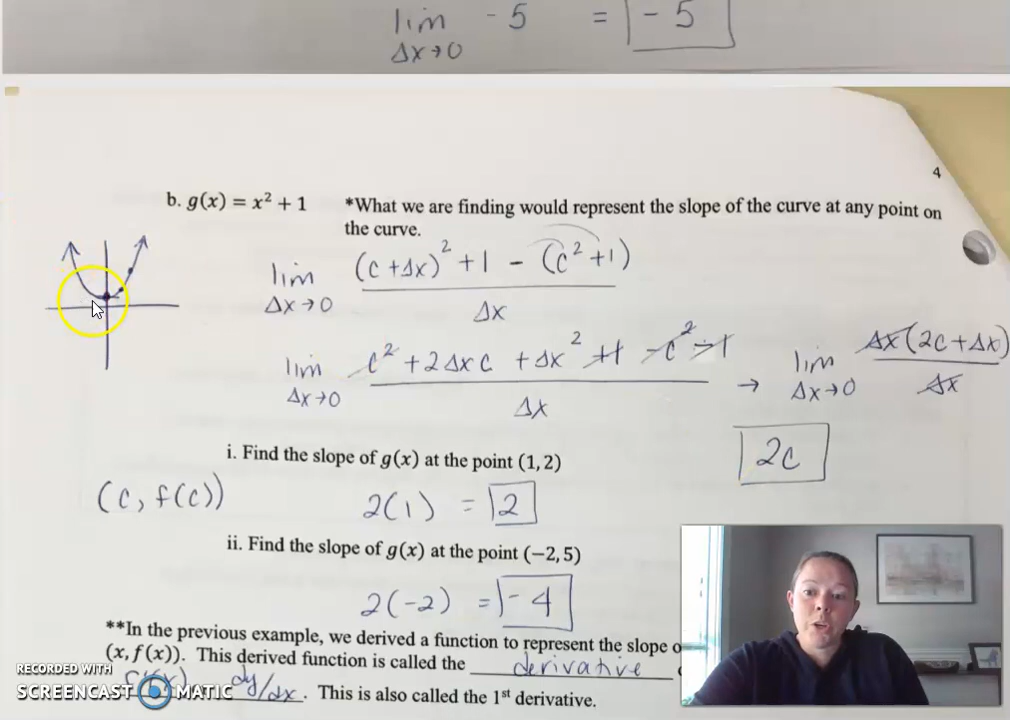 lim -5 = -5
Δx→0
4
b. g(x) = x² + 1 *What we are finding would represent the slope of the curve at any point on
the curve.
lim (c+Δx)² +1 - (c²+1)
Δx→0 Δx
lim c² + 2Δxc + Δx² +1 -c² -1 → lim Δx(2c+Δx)
Δx→0 Δx Δx→0 Δx
2c
i. Find the slope of g(x) at the point (1, 2)
(c, f(c)) 2(1) = 2
ii. Find the slope of g(x) at the point (−2, 5)
2(-2) = -4
**In the previous example, we derived a function to represent the slope
(x, f(x)). This derived function is called the derivative
dy/dx. This is also called the 1st derivative.
RECORDED WITH
SCREENCAST MATIC